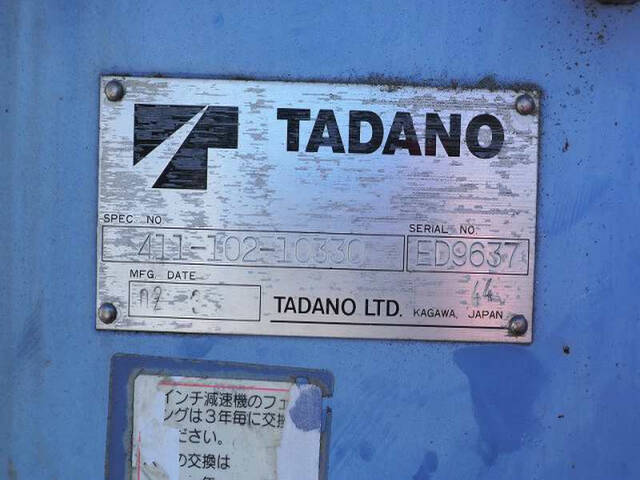 TADANO
SPEC. NO.
SERIAL NO.
411-102-10330
ED9637
MFG. DATE
02 3
TADANO LTD. KAGAWA, JAPAN
44
インチ減速機のフェ
ングは3年毎に交換
ださい。
の交換は